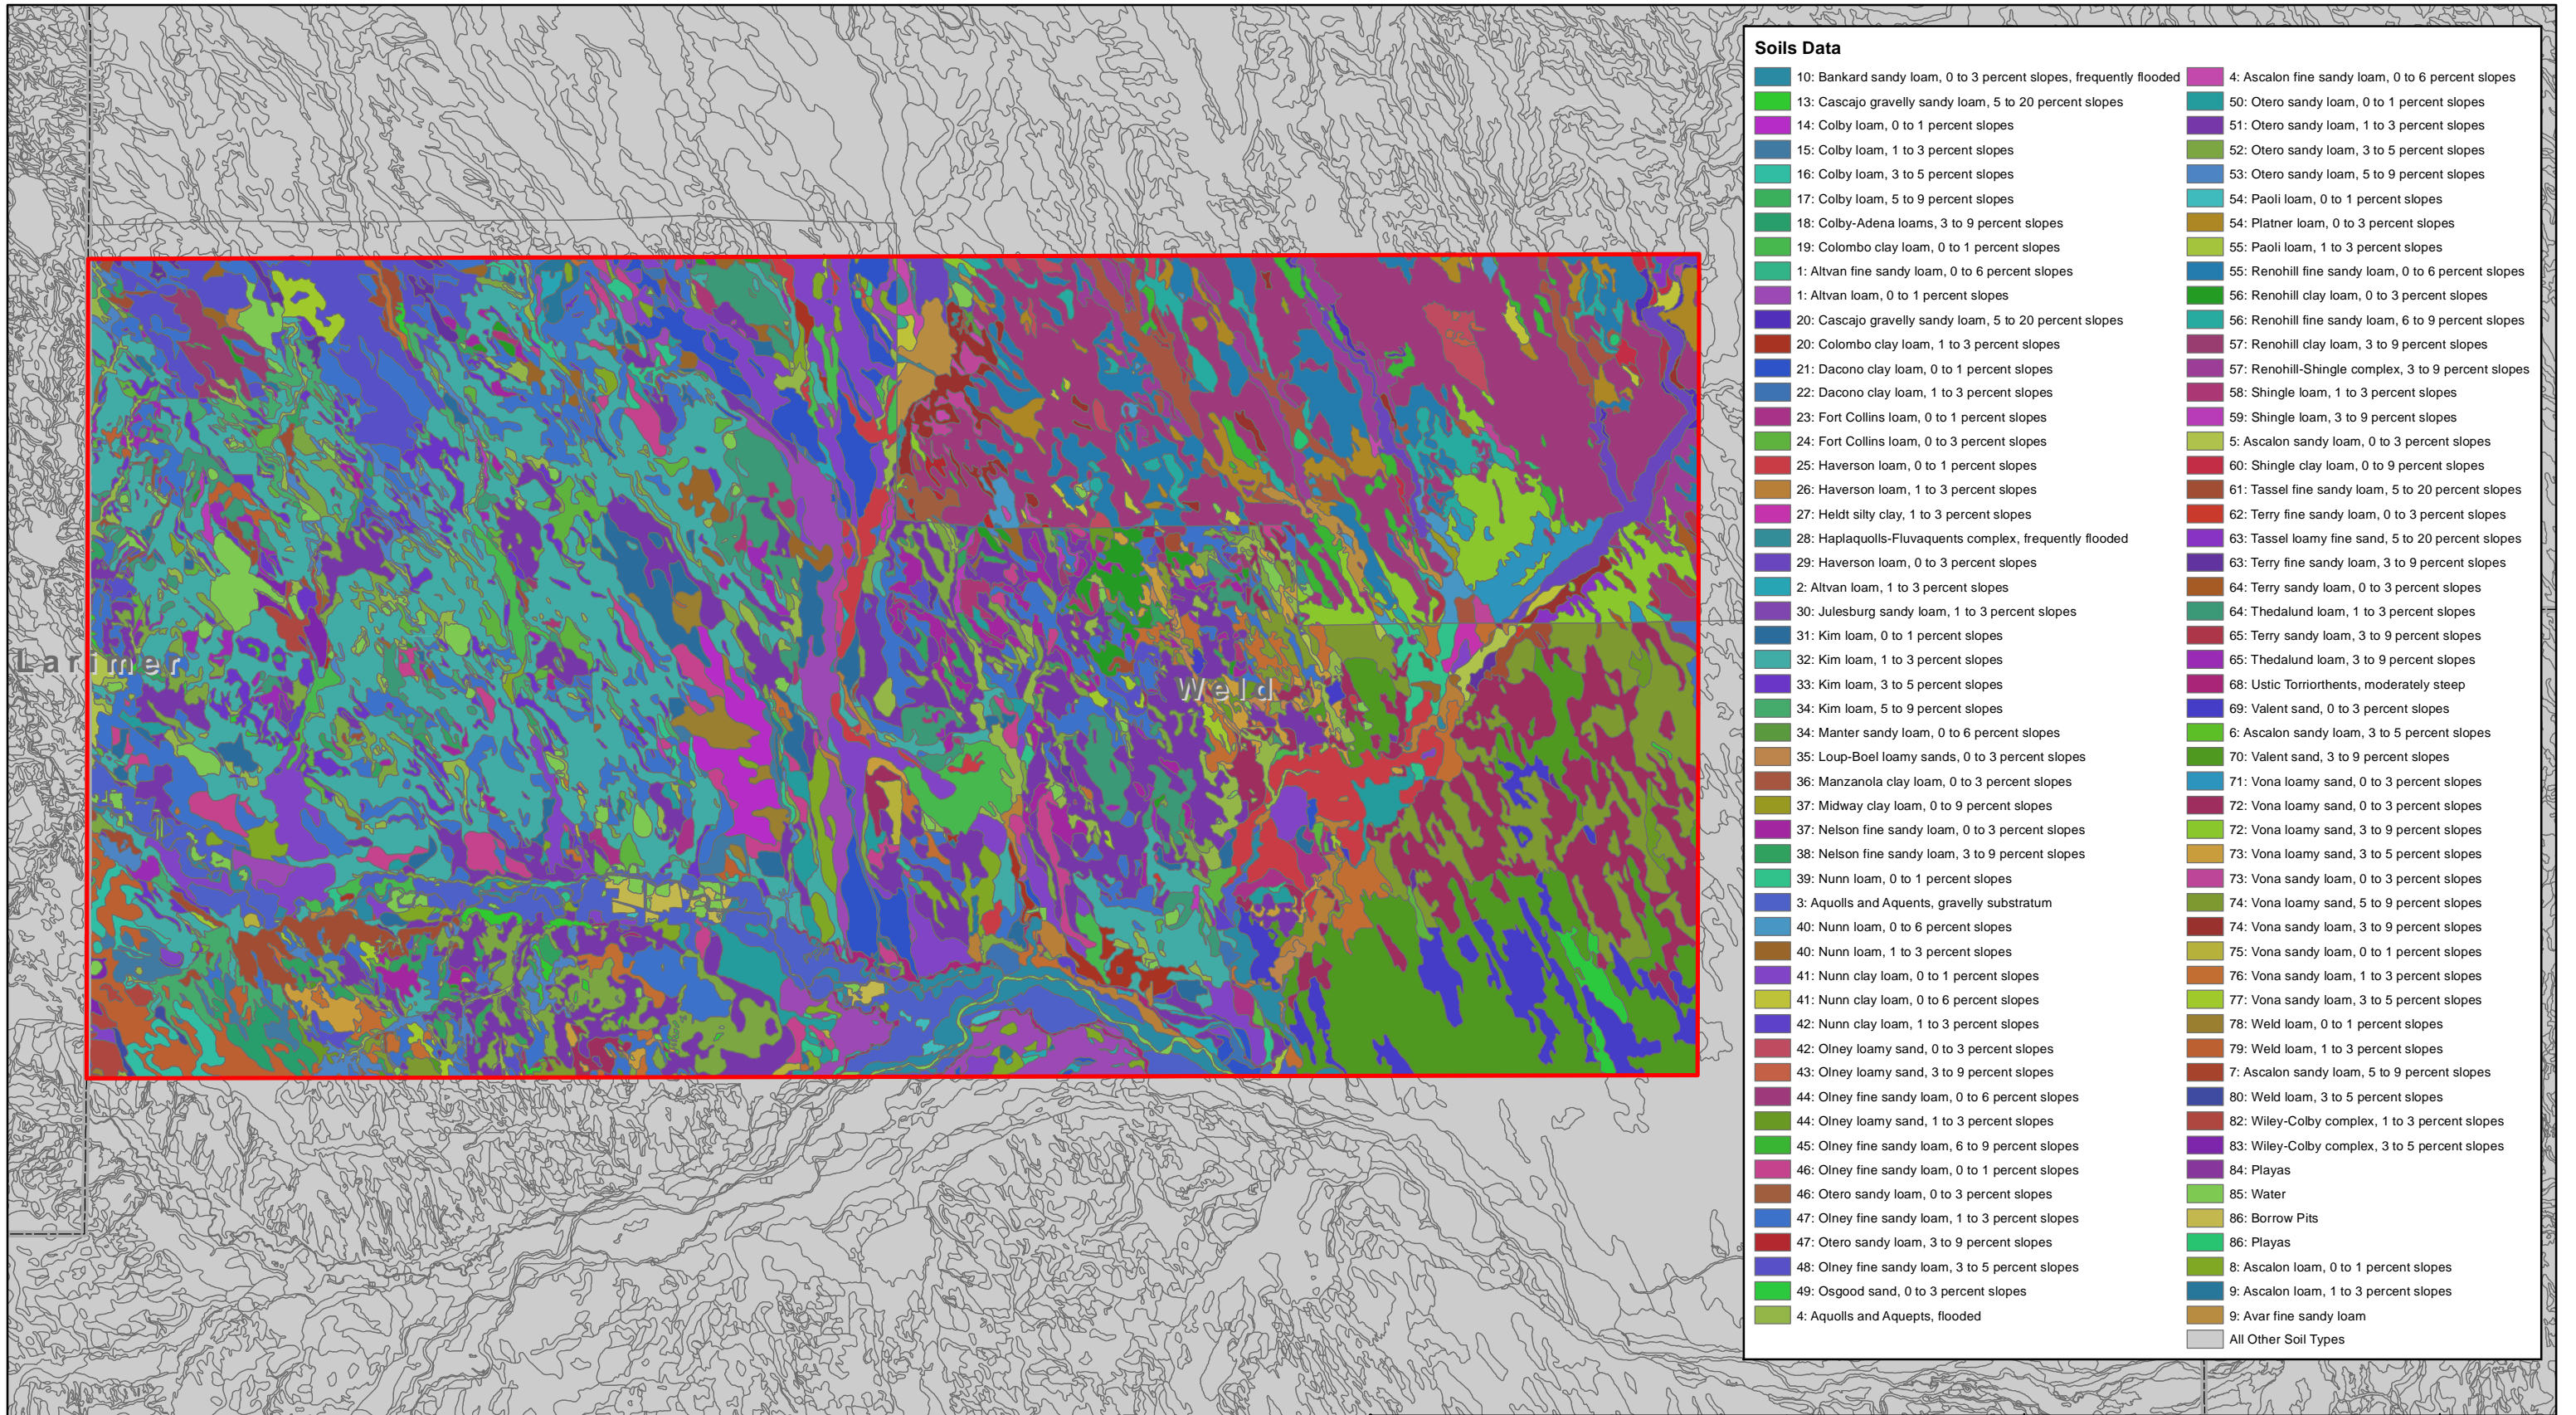 Larimer
Weld
Soils Data
10: Bankard sandy loam, 0 to 3 percent slopes, frequently flooded
13: Cascajo gravelly sandy loam, 5 to 20 percent slopes
14: Colby loam, 0 to 1 percent slopes
15: Colby loam, 1 to 3 percent slopes
16: Colby loam, 3 to 5 percent slopes
17: Colby loam, 5 to 9 percent slopes
18: Colby-Adena loams, 3 to 9 percent slopes
19: Colombo clay loam, 0 to 1 percent slopes
1: Altvan fine sandy loam, 0 to 6 percent slopes
1: Altvan loam, 0 to 1 percent slopes
20: Cascajo gravelly sandy loam, 5 to 20 percent slopes
20: Colombo clay loam, 1 to 3 percent slopes
21: Dacono clay loam, 0 to 1 percent slopes
22: Dacono clay loam, 1 to 3 percent slopes
23: Fort Collins loam, 0 to 1 percent slopes
24: Fort Collins loam, 0 to 3 percent slopes
25: Haverson loam, 0 to 1 percent slopes
26: Haverson loam, 1 to 3 percent slopes
27: Heldt silty clay, 1 to 3 percent slopes
28: Haplaquolls-Fluvaquents complex, frequently flooded
29: Haverson loam, 0 to 3 percent slopes
2: Altvan loam, 1 to 3 percent slopes
30: Julesburg sandy loam, 1 to 3 percent slopes
31: Kim loam, 0 to 1 percent slopes
32: Kim loam, 1 to 3 percent slopes
33: Kim loam, 3 to 5 percent slopes
34: Kim loam, 5 to 9 percent slopes
34: Manter sandy loam, 0 to 6 percent slopes
35: Loup-Boel loamy sands, 0 to 3 percent slopes
36: Manzanola clay loam, 0 to 3 percent slopes
37: Midway clay loam, 0 to 9 percent slopes
37: Nelson fine sandy loam, 0 to 3 percent slopes
38: Nelson fine sandy loam, 3 to 9 percent slopes
39: Nunn loam, 0 to 1 percent slopes
3: Aquolls and Aquents, gravelly substratum
40: Nunn loam, 0 to 6 percent slopes
40: Nunn loam, 1 to 3 percent slopes
41: Nunn clay loam, 0 to 1 percent slopes
41: Nunn clay loam, 0 to 6 percent slopes
42: Nunn clay loam, 1 to 3 percent slopes
42: Olney loamy sand, 0 to 3 percent slopes
43: Olney loamy sand, 3 to 9 percent slopes
44: Olney fine sandy loam, 0 to 6 percent slopes
44: Olney loamy sand, 1 to 3 percent slopes
45: Olney fine sandy loam, 6 to 9 percent slopes
46: Olney fine sandy loam, 0 to 1 percent slopes
46: Otero sandy loam, 0 to 3 percent slopes
47: Olney fine sandy loam, 1 to 3 percent slopes
47: Otero sandy loam, 3 to 9 percent slopes
48: Olney fine sandy loam, 3 to 5 percent slopes
49: Osgood sand, 0 to 3 percent slopes
4: Aquolls and Aquepts, flooded
4: Ascalon fine sandy loam, 0 to 6 percent slopes
50: Otero sandy loam, 0 to 1 percent slopes
51: Otero sandy loam, 1 to 3 percent slopes
52: Otero sandy loam, 3 to 5 percent slopes
53: Otero sandy loam, 5 to 9 percent slopes
54: Paoli loam, 0 to 1 percent slopes
54: Platner loam, 0 to 3 percent slopes
55: Paoli loam, 1 to 3 percent slopes
55: Renohill fine sandy loam, 0 to 6 percent slopes
56: Renohill clay loam, 0 to 3 percent slopes
56: Renohill fine sandy loam, 6 to 9 percent slopes
57: Renohill clay loam, 3 to 9 percent slopes
57: Renohill-Shingle complex, 3 to 9 percent slopes
58: Shingle loam, 1 to 3 percent slopes
59: Shingle loam, 3 to 9 percent slopes
5: Ascalon sandy loam, 0 to 3 percent slopes
60: Shingle clay loam, 0 to 9 percent slopes
61: Tassel fine sandy loam, 5 to 20 percent slopes
62: Terry fine sandy loam, 0 to 3 percent slopes
63: Tassel loamy fine sand, 5 to 20 percent slopes
63: Terry fine sandy loam, 3 to 9 percent slopes
64: Terry sandy loam, 0 to 3 percent slopes
64: Thedalund loam, 1 to 3 percent slopes
65: Terry sandy loam, 3 to 9 percent slopes
65: Thedalund loam, 3 to 9 percent slopes
68: Ustic Torriorthents, moderately steep
69: Valent sand, 0 to 3 percent slopes
6: Ascalon sandy loam, 3 to 5 percent slopes
70: Valent sand, 3 to 9 percent slopes
71: Vona loamy sand, 0 to 3 percent slopes
72: Vona loamy sand, 0 to 3 percent slopes
72: Vona loamy sand, 3 to 9 percent slopes
73: Vona loamy sand, 3 to 5 percent slopes
73: Vona sandy loam, 0 to 3 percent slopes
74: Vona loamy sand, 5 to 9 percent slopes
74: Vona sandy loam, 3 to 9 percent slopes
75: Vona sandy loam, 0 to 1 percent slopes
76: Vona sandy loam, 1 to 3 percent slopes
77: Vona sandy loam, 3 to 5 percent slopes
78: Weld loam, 0 to 1 percent slopes
79: Weld loam, 1 to 3 percent slopes
7: Ascalon sandy loam, 5 to 9 percent slopes
80: Weld loam, 3 to 5 percent slopes
82: Wiley-Colby complex, 1 to 3 percent slopes
83: Wiley-Colby complex, 3 to 5 percent slopes
84: Playas
85: Water
86: Borrow Pits
86: Playas
8: Ascalon loam, 0 to 1 percent slopes
9: Ascalon loam, 1 to 3 percent slopes
9: Avar fine sandy loam
All Other Soil Types